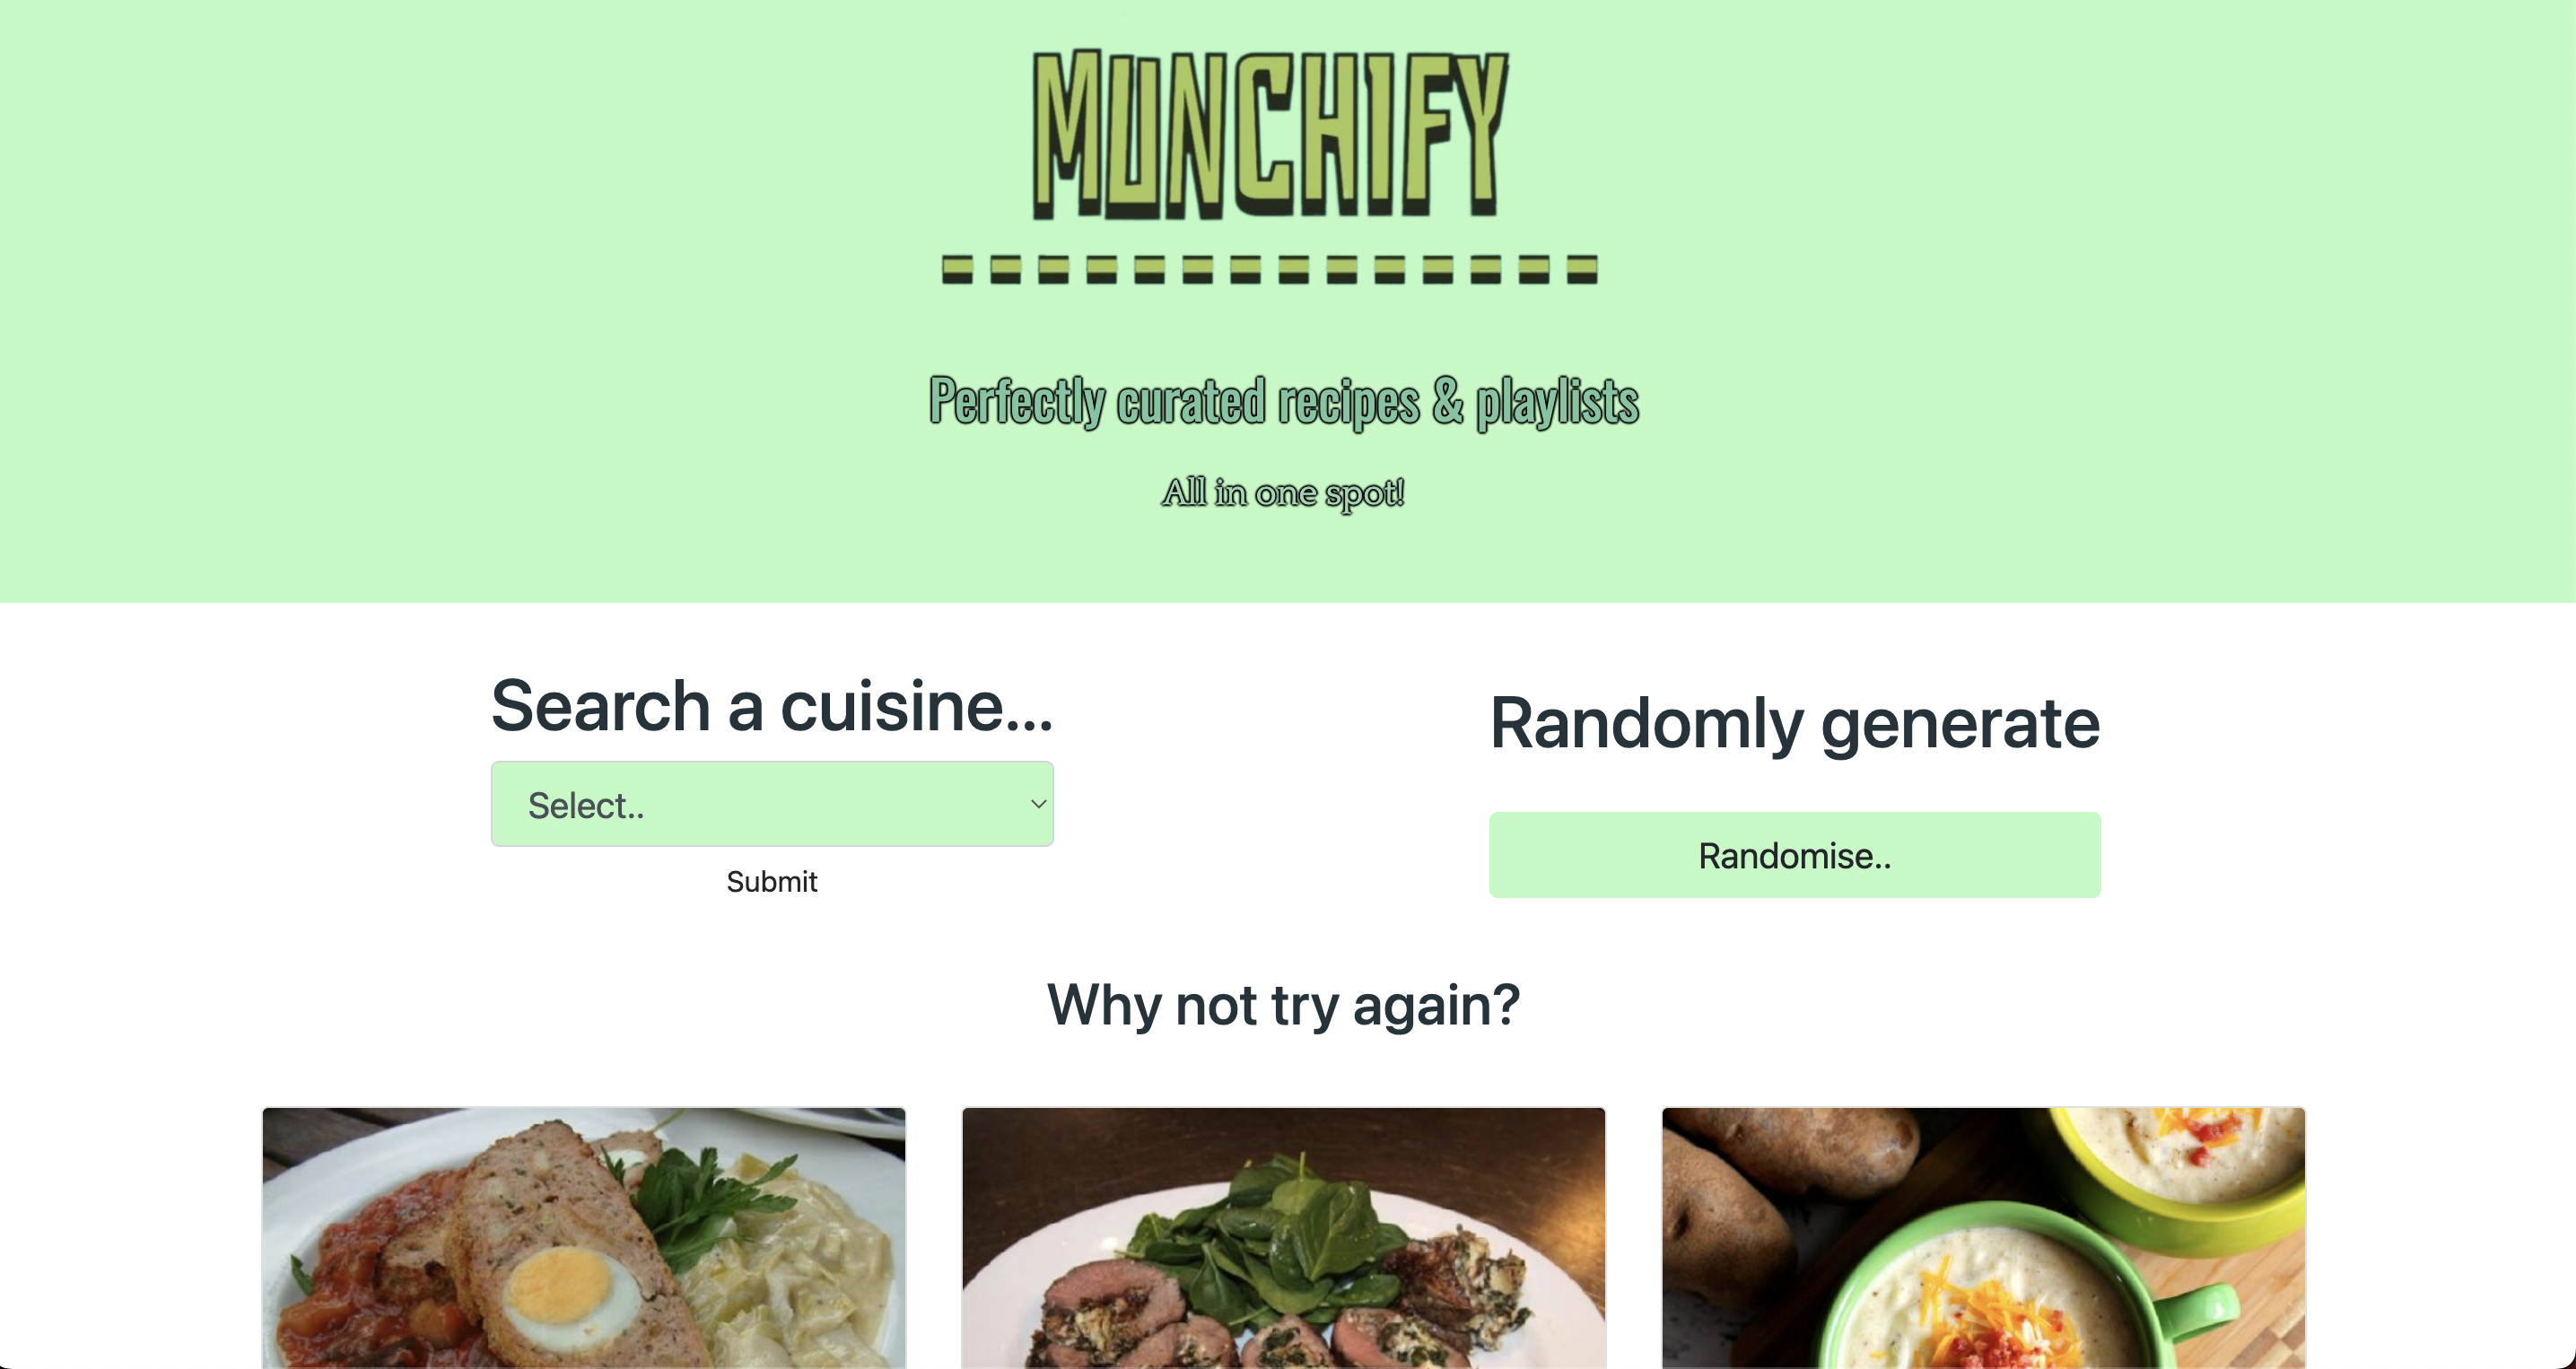 MUNCHIFY
Perfectly curated recipes & playlists
All in one spot!
Search a cuisine...
Select..
Submit
Randomly generate
Randomise..
Why not try again?